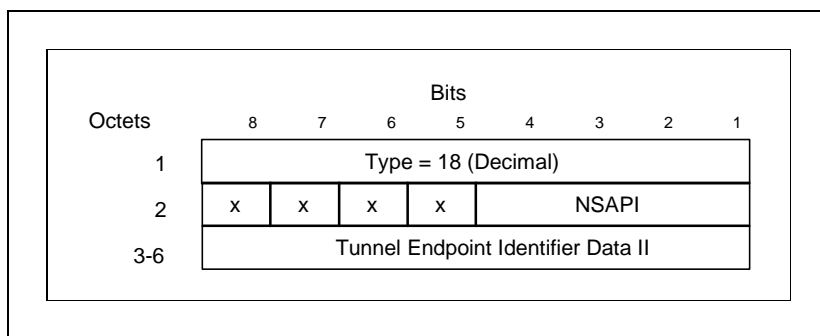 Bits
Octets 8 7 6 5 4 3 2 1
1 Type = 18 (Decimal)
2 x x x x NSAPI
3-6 Tunnel Endpoint Identifier Data II